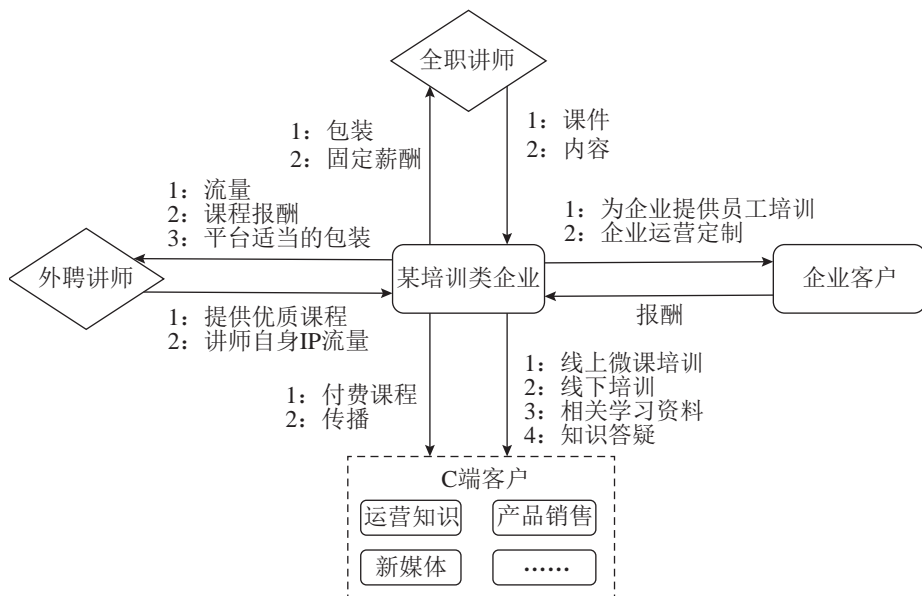 全职讲师
1：包装
2：固定薪酬
1：课件
2：内容
1：流量
2：课程报酬
3：平台适当的包装
1：为企业提供员工培训
2：企业运营定制
外聘讲师
某培训类企业
企业客户
1：提供优质课程
2：讲师自身IP流量
报酬
1：付费课程
2：传播
1：线上微课培训
2：线下培训
3：相关学习资料
4：知识答疑
C端客户
运营知识
产品销售
新媒体
……